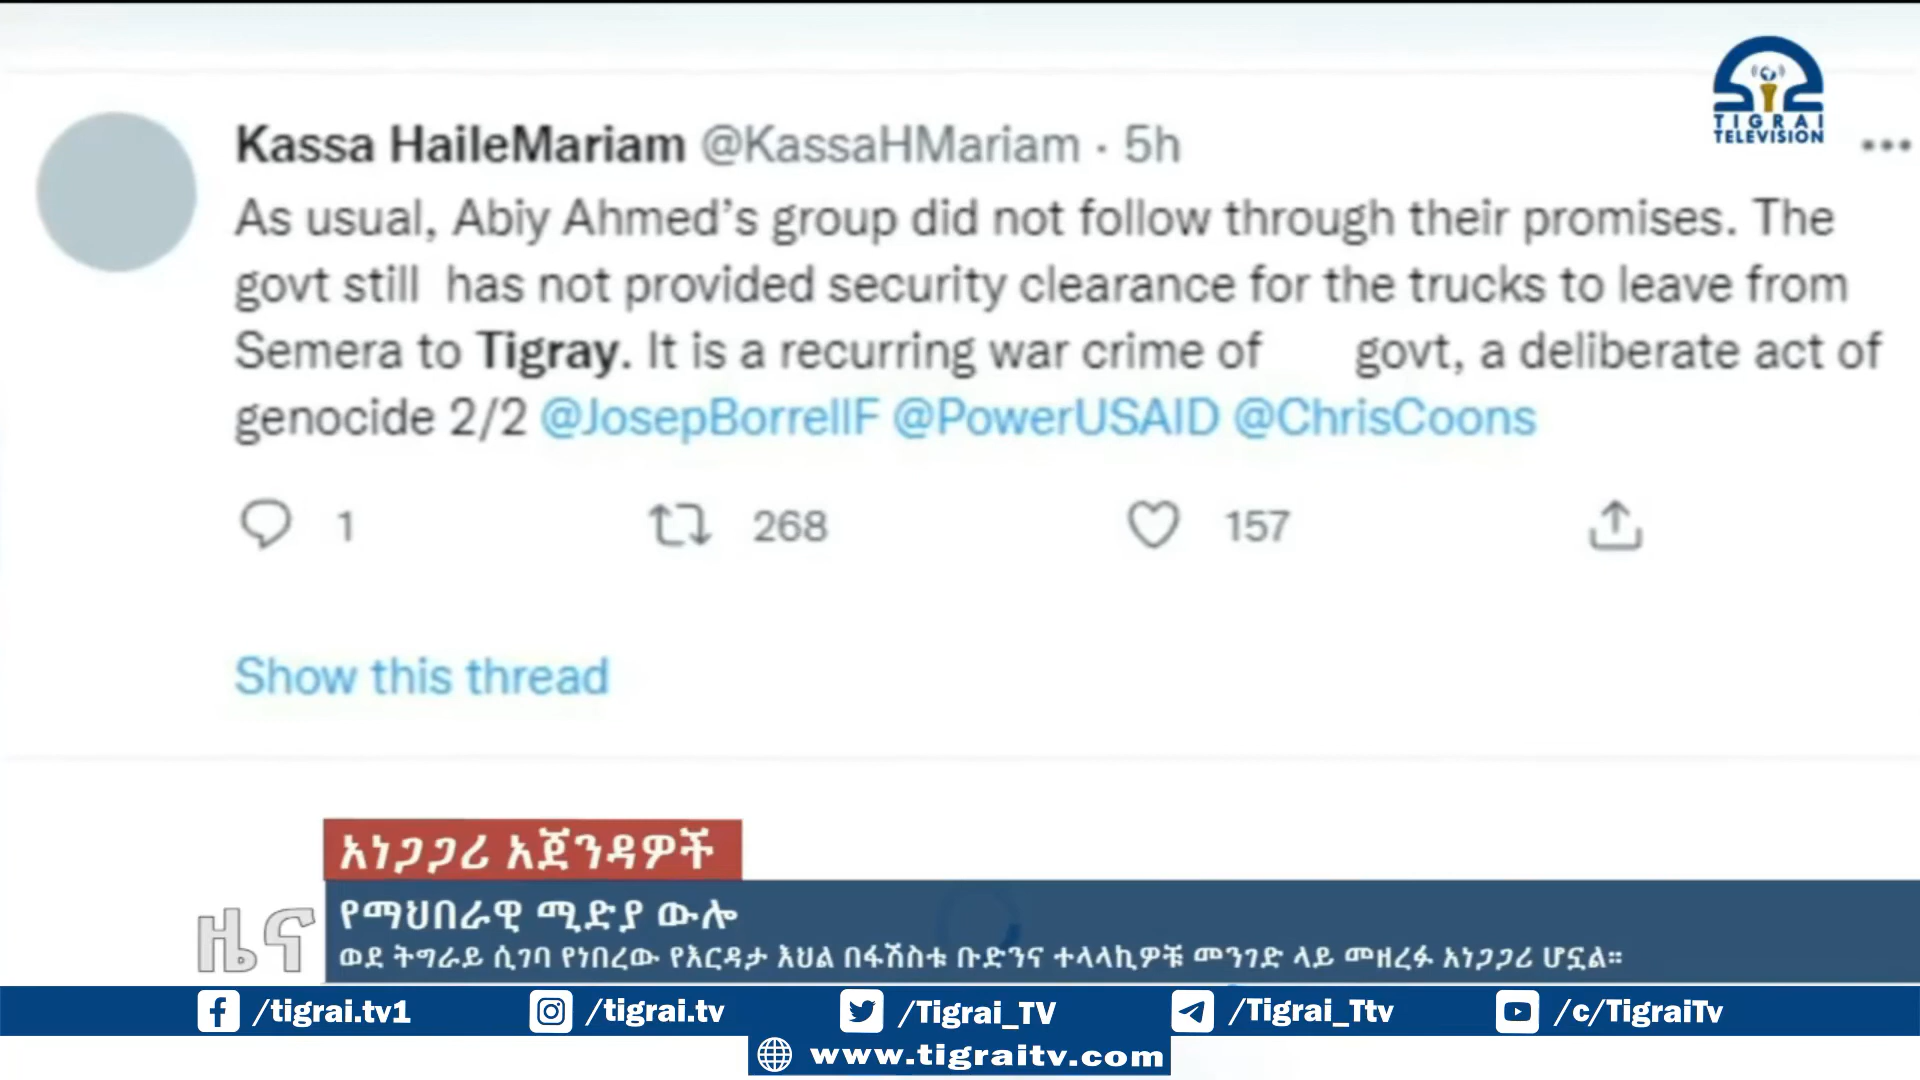 TIGRAI
TELEVISION
Kassa HaileMariam @KassaHMariam · 5h
As usual, Abiy Ahmed's group did not follow through their promises. The
govt still has not provided security clearance for the trucks to leave from
Semera to Tigray. It is a recurring war crime of govt, a deliberate act of
genocide 2/2 @JosepBorrellF @PowerUSAID @ChrisCoons
1 268 157
Show this thread
አነጋጋሪ አጀንዳዎች
ዜና
የማህበራዊ ሚድያ ውሎ
ወደ ትግራይ ሲገባ የነበረው የእርዳታ እህል በፋሽስቱ ቡድንና ተላላኪዎቹ መንገድ ላይ መዘረፉ አነጋጋሪ ሆኗል።
/tigrai.tv1 /tigrai.tv /Tigrai_TV /Tigrai_Ttv /c/TigraiTv
www.tigraitv.com